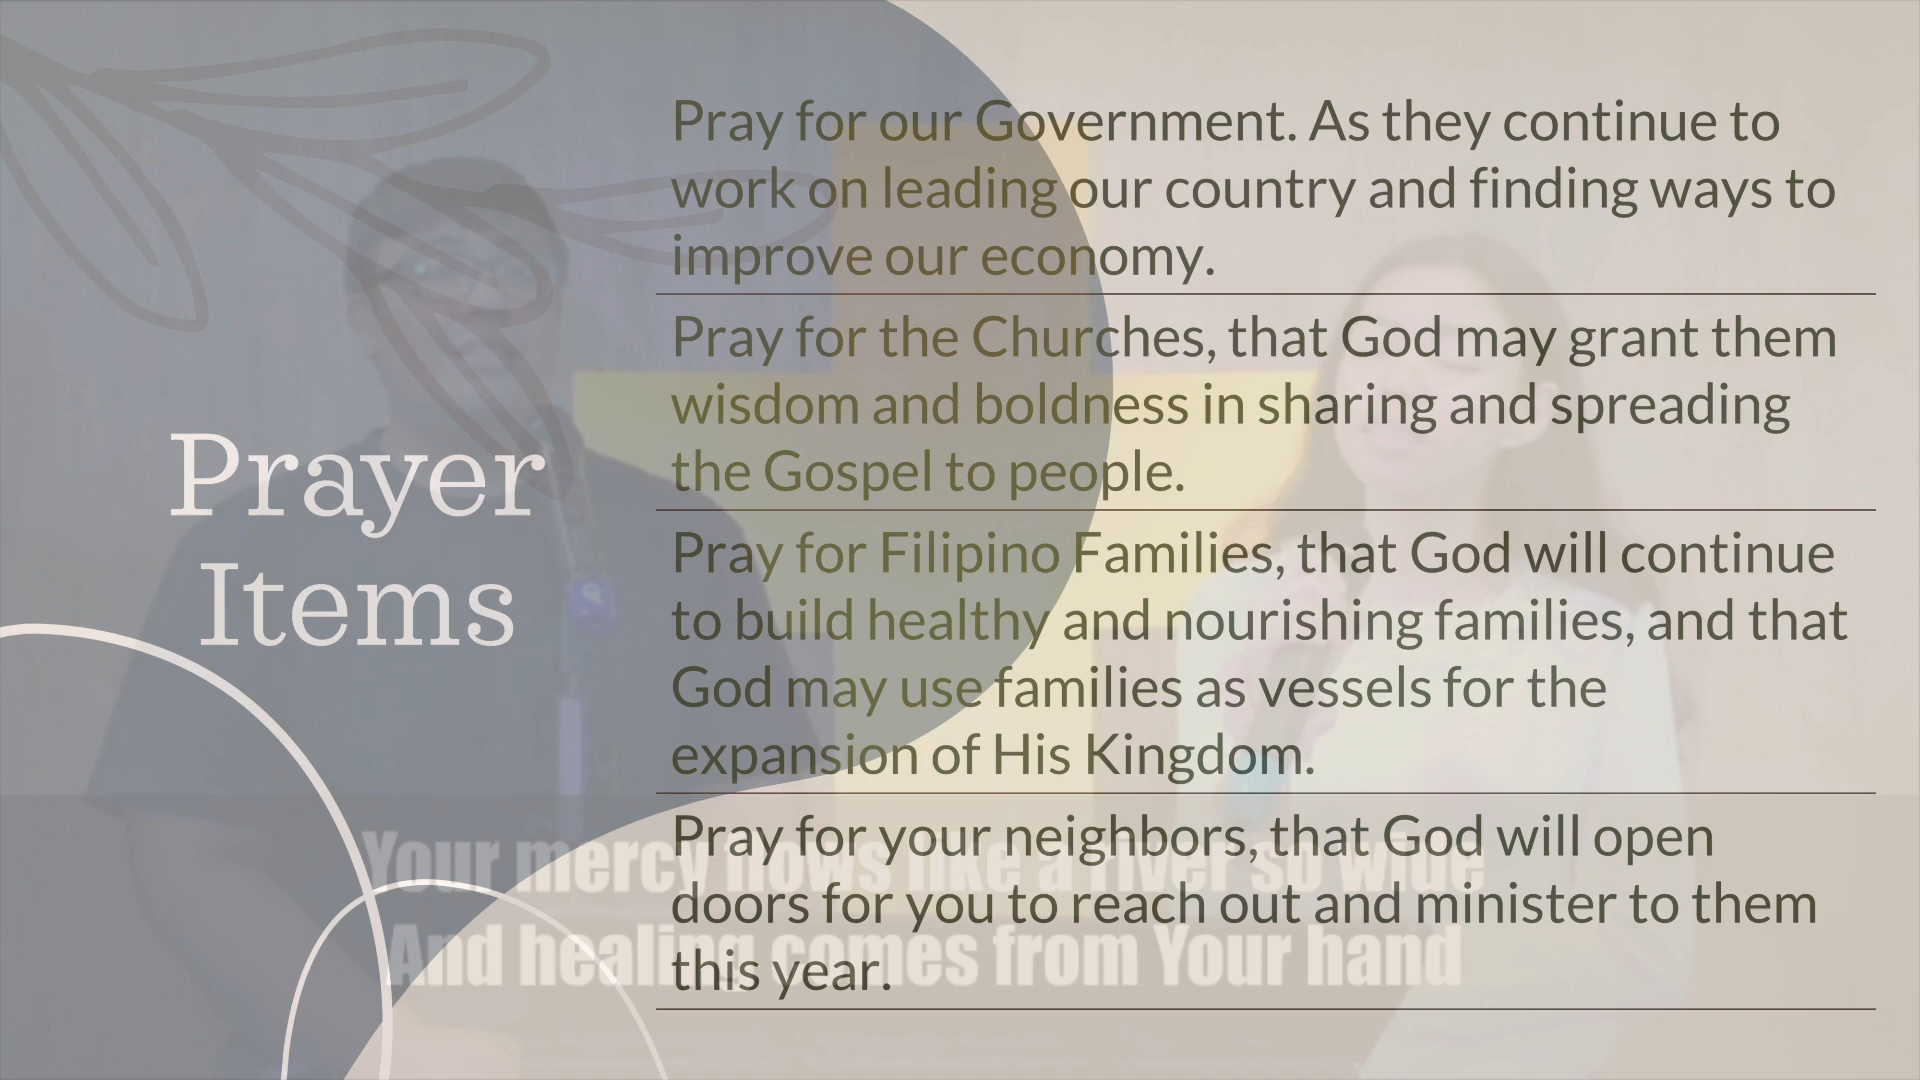 Prayer
Items
Pray for our Government. As they continue to
work on leading our country and finding ways to
improve our economy.
Pray for the Churches, that God may grant them
wisdom and boldness in sharing and spreading
the Gospel to people.
Pray for Filipino Families, that God will continue
to build healthy and nourishing families, and that
God may use families as vessels for the
expansion of His Kingdom.
Pray for your neighbors, that God will open
doors for you to reach out and minister to them
this year.
Your mercy flows like a river so wide
And healing comes from Your hand